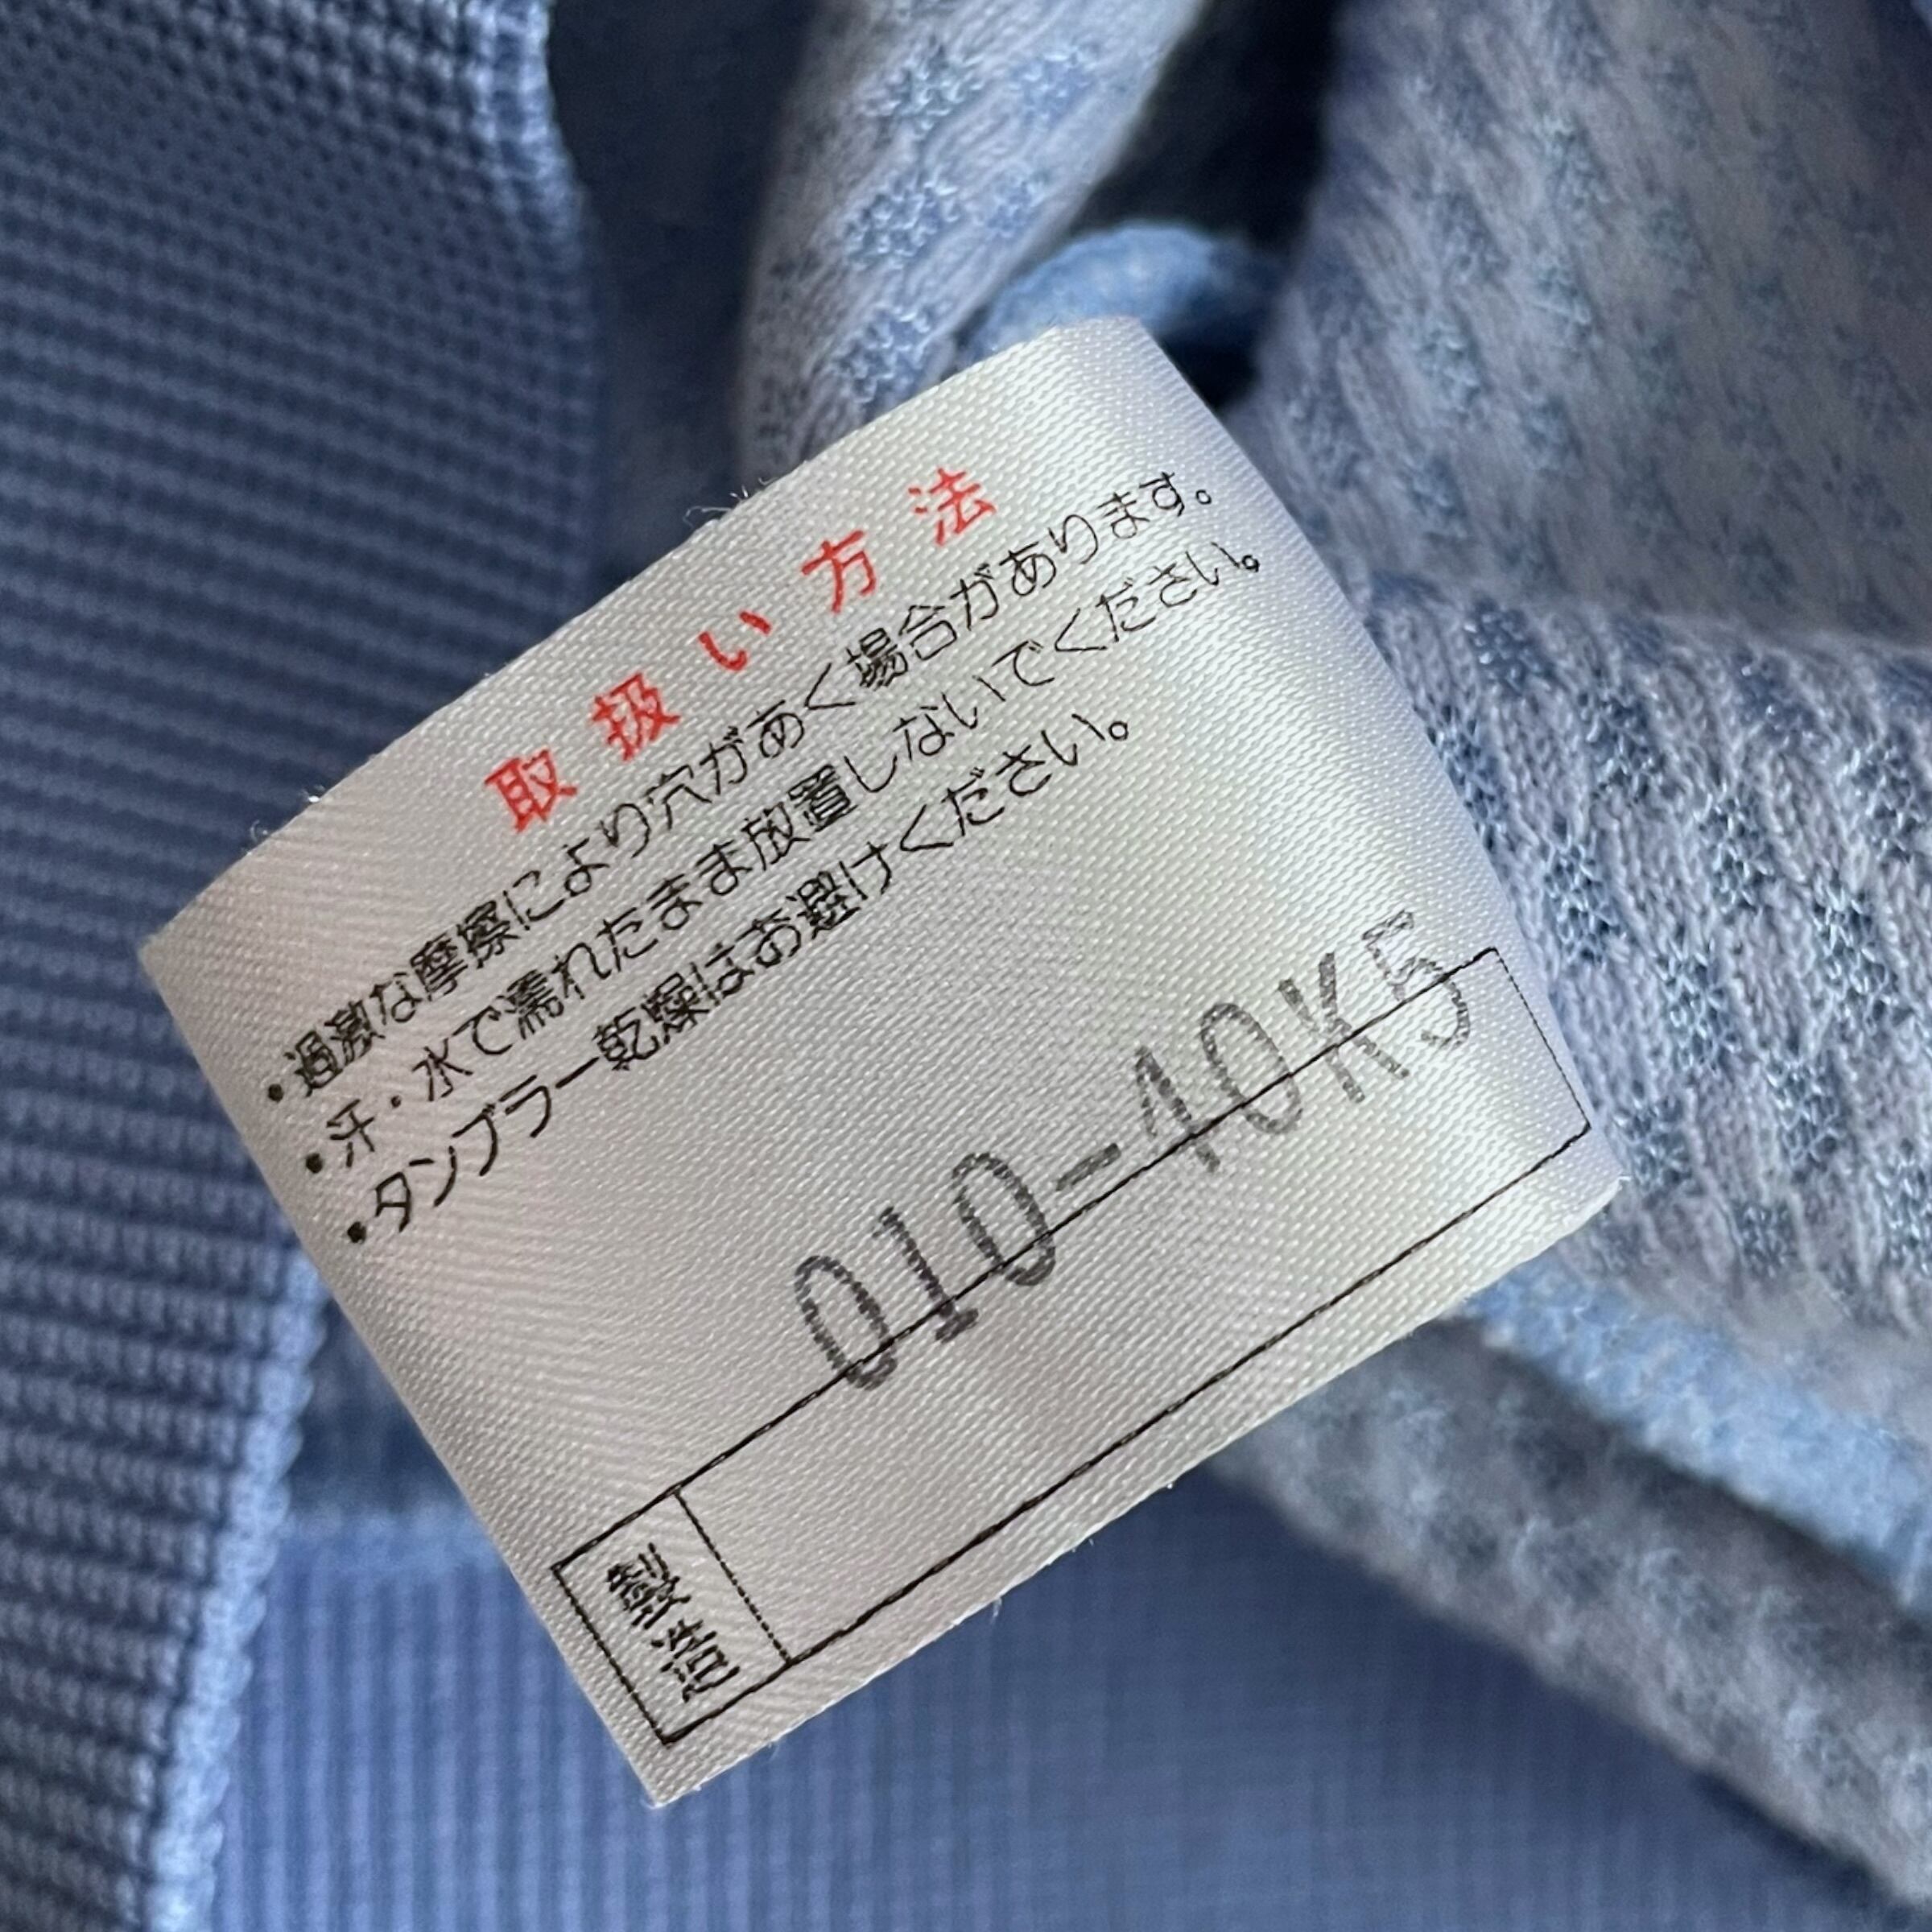 取扱い方法
・過激な摩擦により穴があく場合があります。
・汗・水で濡れたまま放置しないでください。
・タンブラー乾燥はお避けください。
010-40K5
製造